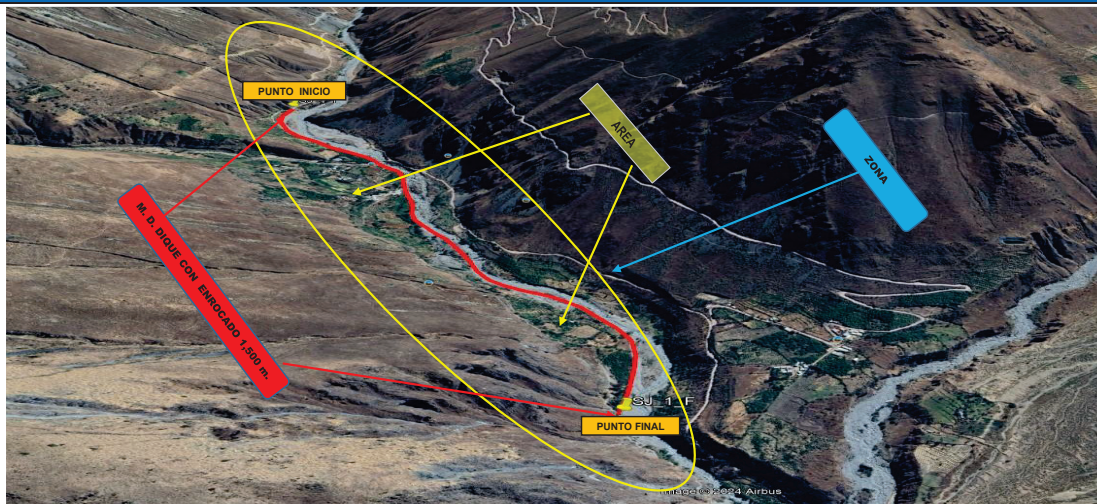 PUNTO INICIO
AREA
ZONA
M. D. DIQUE CON ENROCADO 1,500 m.
SJ_1_F
PUNTO FINAL
Image © 2024 Airbus